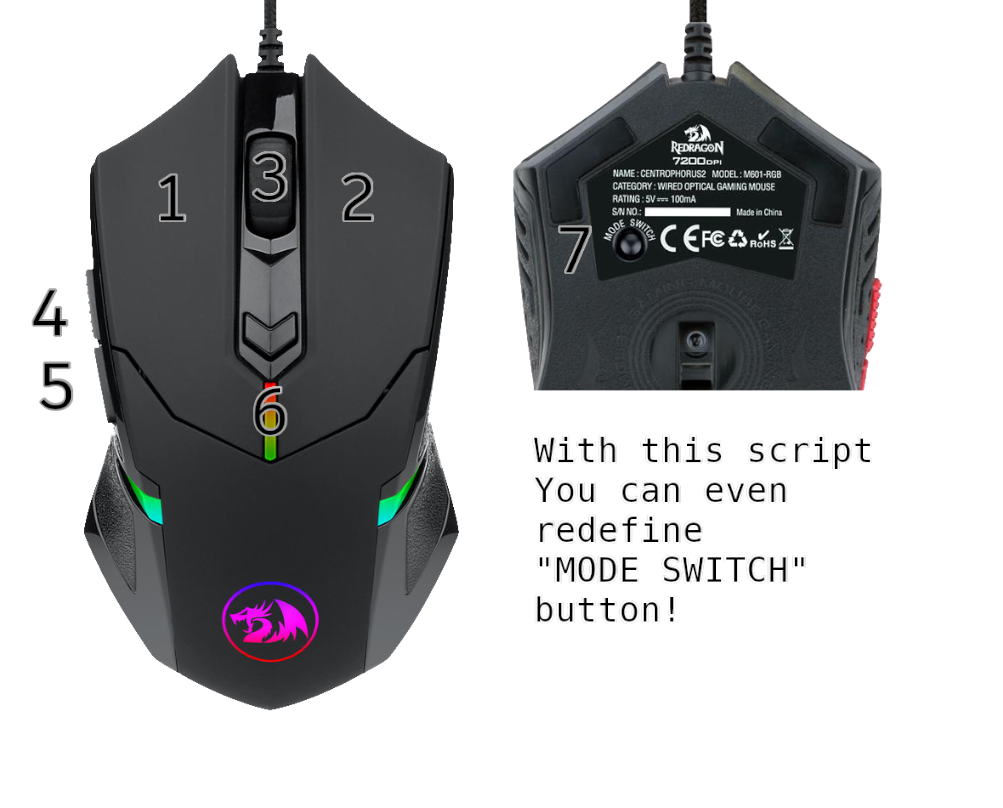 1
2
3
4
5
6
7
REDRAGON
7200DPI
NAME : CENTROPHORUS2 MODEL : M601-RGB
CATEGORY : WIRED OPTICAL GAMING MOUSE
RATING : 5V⎓100mA
S/N NO.: Made in China
MODE SWITCH
CE FC RoHS
With this script
You can even
redefine
"MODE SWITCH"
button!